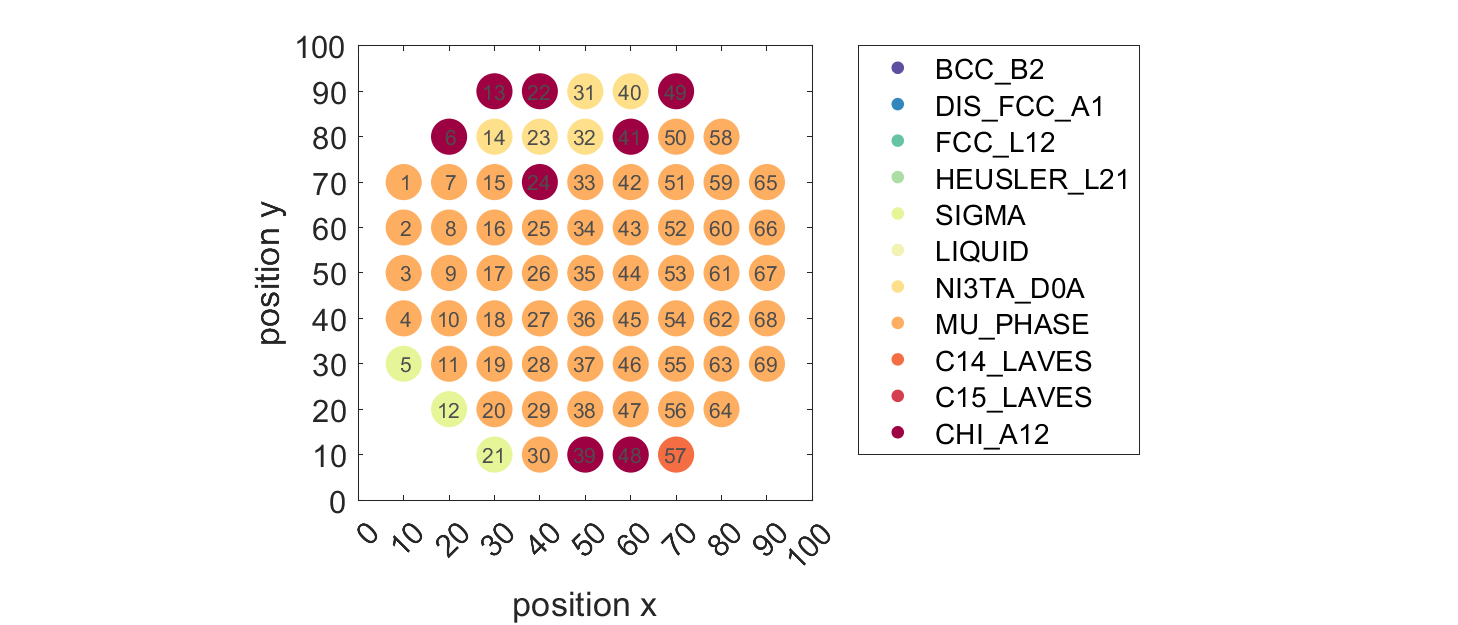 100
90
80
70
60
50
40
30
20
10
0
position y
13 22 31 40 49
6 14 23 32 41 50 58
1 7 15 24 33 42 51 59 65
2 8 16 25 34 43 52 60 66
3 9 17 26 35 44 53 61 67
4 10 18 27 36 45 54 62 68
5 11 19 28 37 46 55 63 69
12 20 29 38 47 56 64
21 30 39 48 57
0 10 20 30 40 50 60 70 80 90 100
position x
BCC_B2
DIS_FCC_A1
FCC_L12
HEUSLER_L21
SIGMA
LIQUID
NI3TA_D0A
MU_PHASE
C14_LAVES
C15_LAVES
CHI_A12